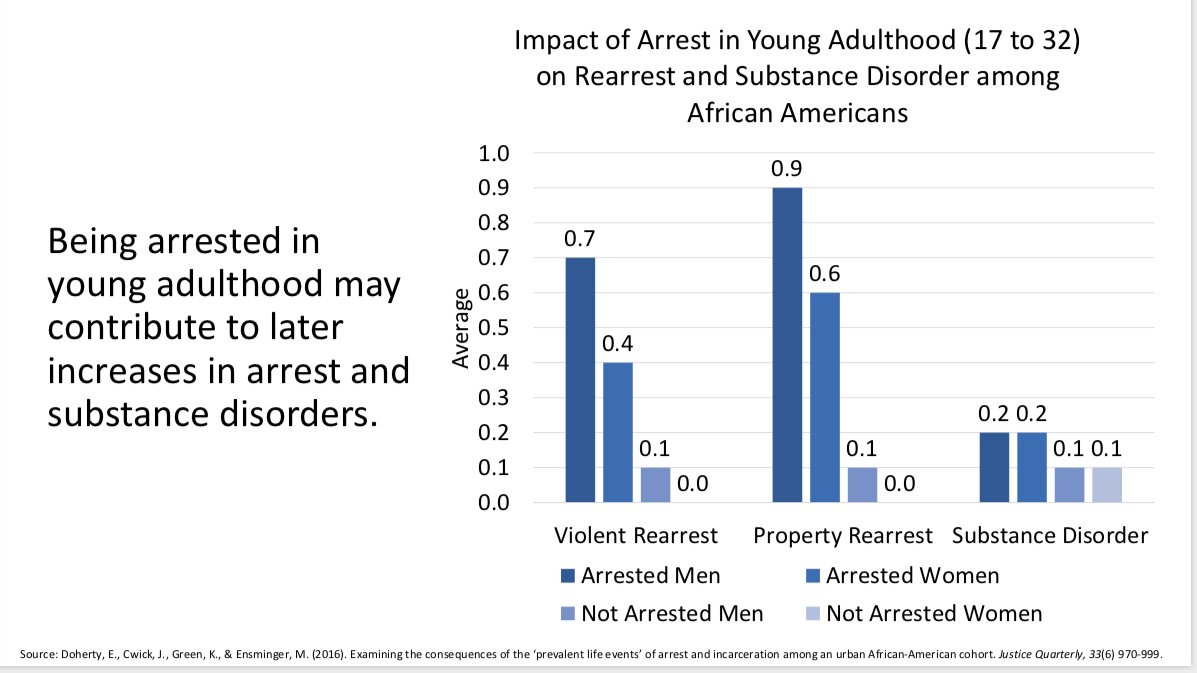 Impact of Arrest in Young Adulthood (17 to 32)
on Rearrest and Substance Disorder among
African Americans
Being arrested in
young adulthood may
contribute to later
increases in arrest and
substance disorders.
Average
1.0
0.9
0.8
0.7
0.6
0.5
0.4
0.3
0.2
0.1
0.0
0.7
0.4
0.1
0.0
0.9
0.6
0.1
0.0
0.2 0.2
0.1 0.1
Violent Rearrest Property Rearrest Substance Disorder
Arrested Men Arrested Women
Not Arrested Men Not Arrested Women
Source: Doherty, E., Cwick, J., Green, K., & Ensminger, M. (2016). Examining the consequences of the ‘prevalent life events’ of arrest and incarceration among an urban African-American cohort. Justice Quarterly, 33(6) 970-999.